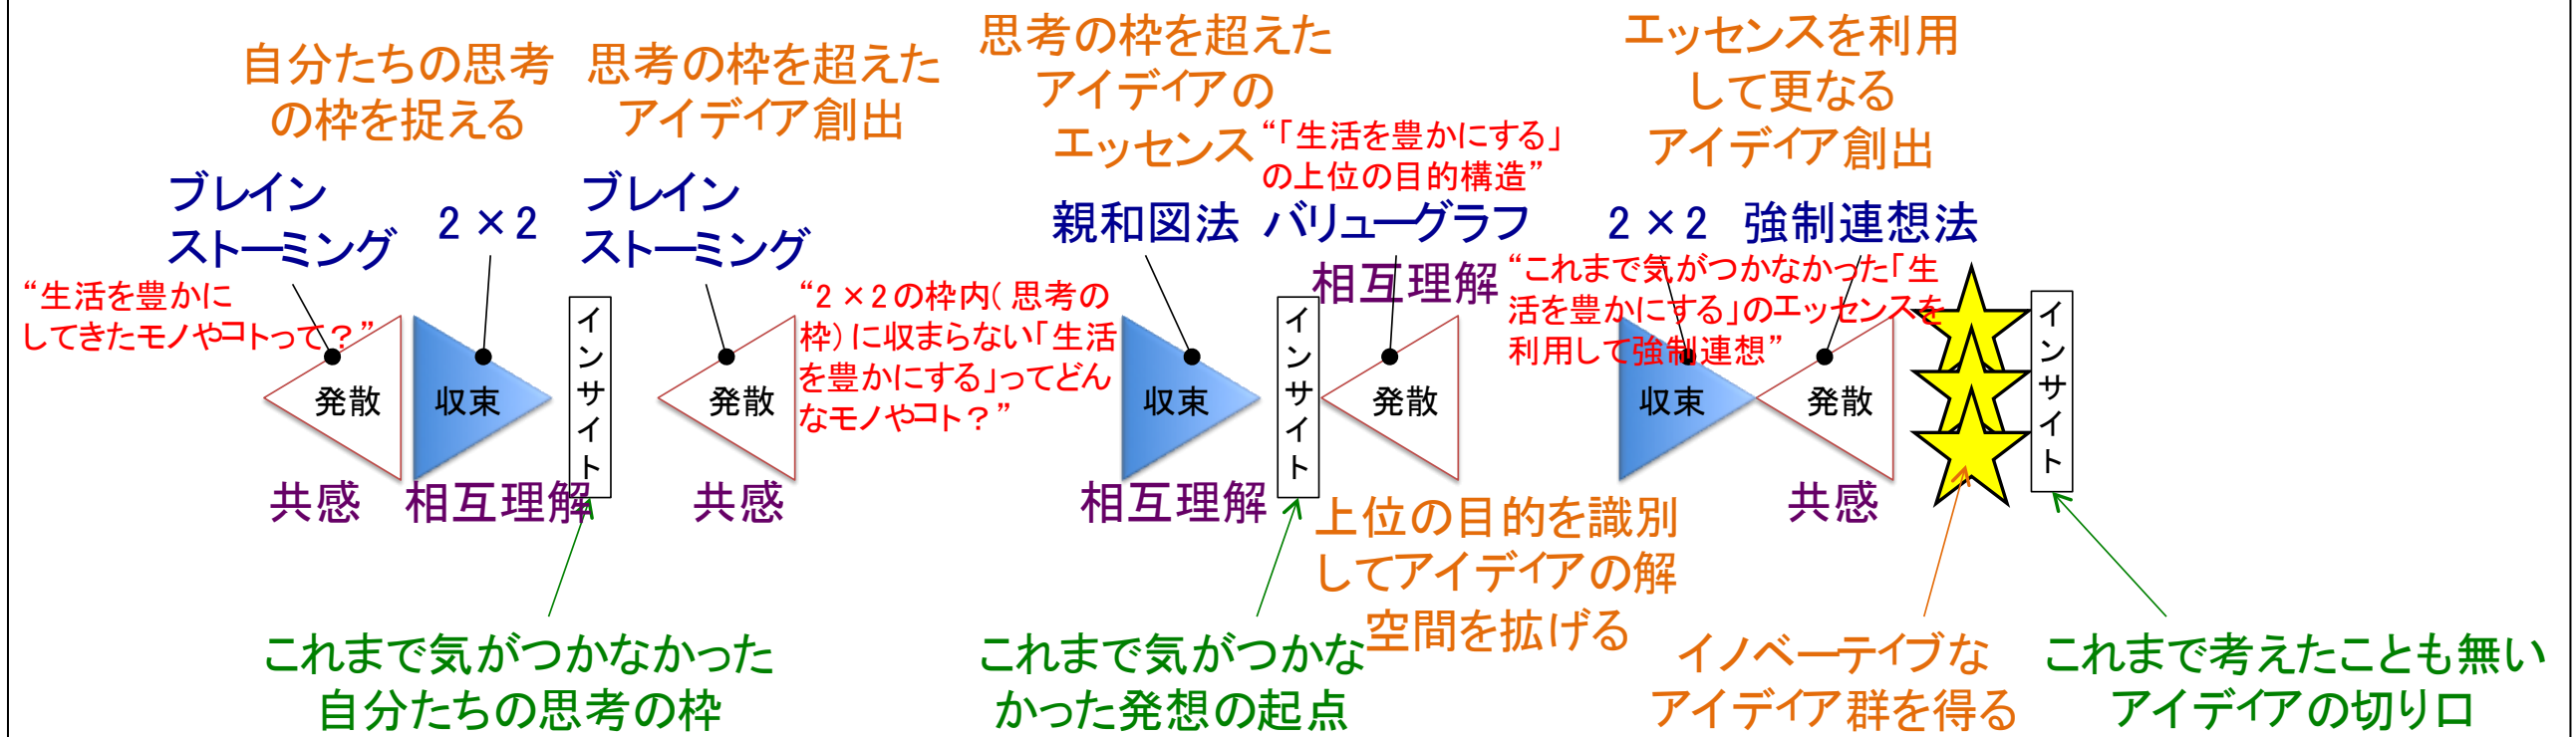 自分たちの思考
の枠を捉える
思考の枠を超えた
アイデイア創出
思考の枠を超えた
アイデイアの
エッセンス
エッセンスを利用
して更なる
アイデイア創出
“「生活を豊かにする」
の上位の目的構造”
ブレイン
ストーミング
2×2
ブレイン
ストーミング
親和図法
バリューグラフ
2×2
強制連想法
“生活を豊かに
してきたモノやコトって？”
“2×2の枠内(思考の
枠)に収まらない「生活
を豊かにする」ってどん
なモノやコト？”
相互理解
“これまで気がつかなかった「生
活を豊かにする」のエッセンスを
利用して強制連想”
発散
収束
インサイト
発散
収束
インサイト
発散
収束
発散
インサイト
共感
相互理解
共感
相互理解
共感
上位の目的を識別
してアイデイアの解
空間を拡げる
これまで気がつかなかった
自分たちの思考の枠
これまで気がつかな
かった発想の起点
イノベーテイブな
アイデイア群を得る
これまで考えたことも無い
アイデイアの切り口